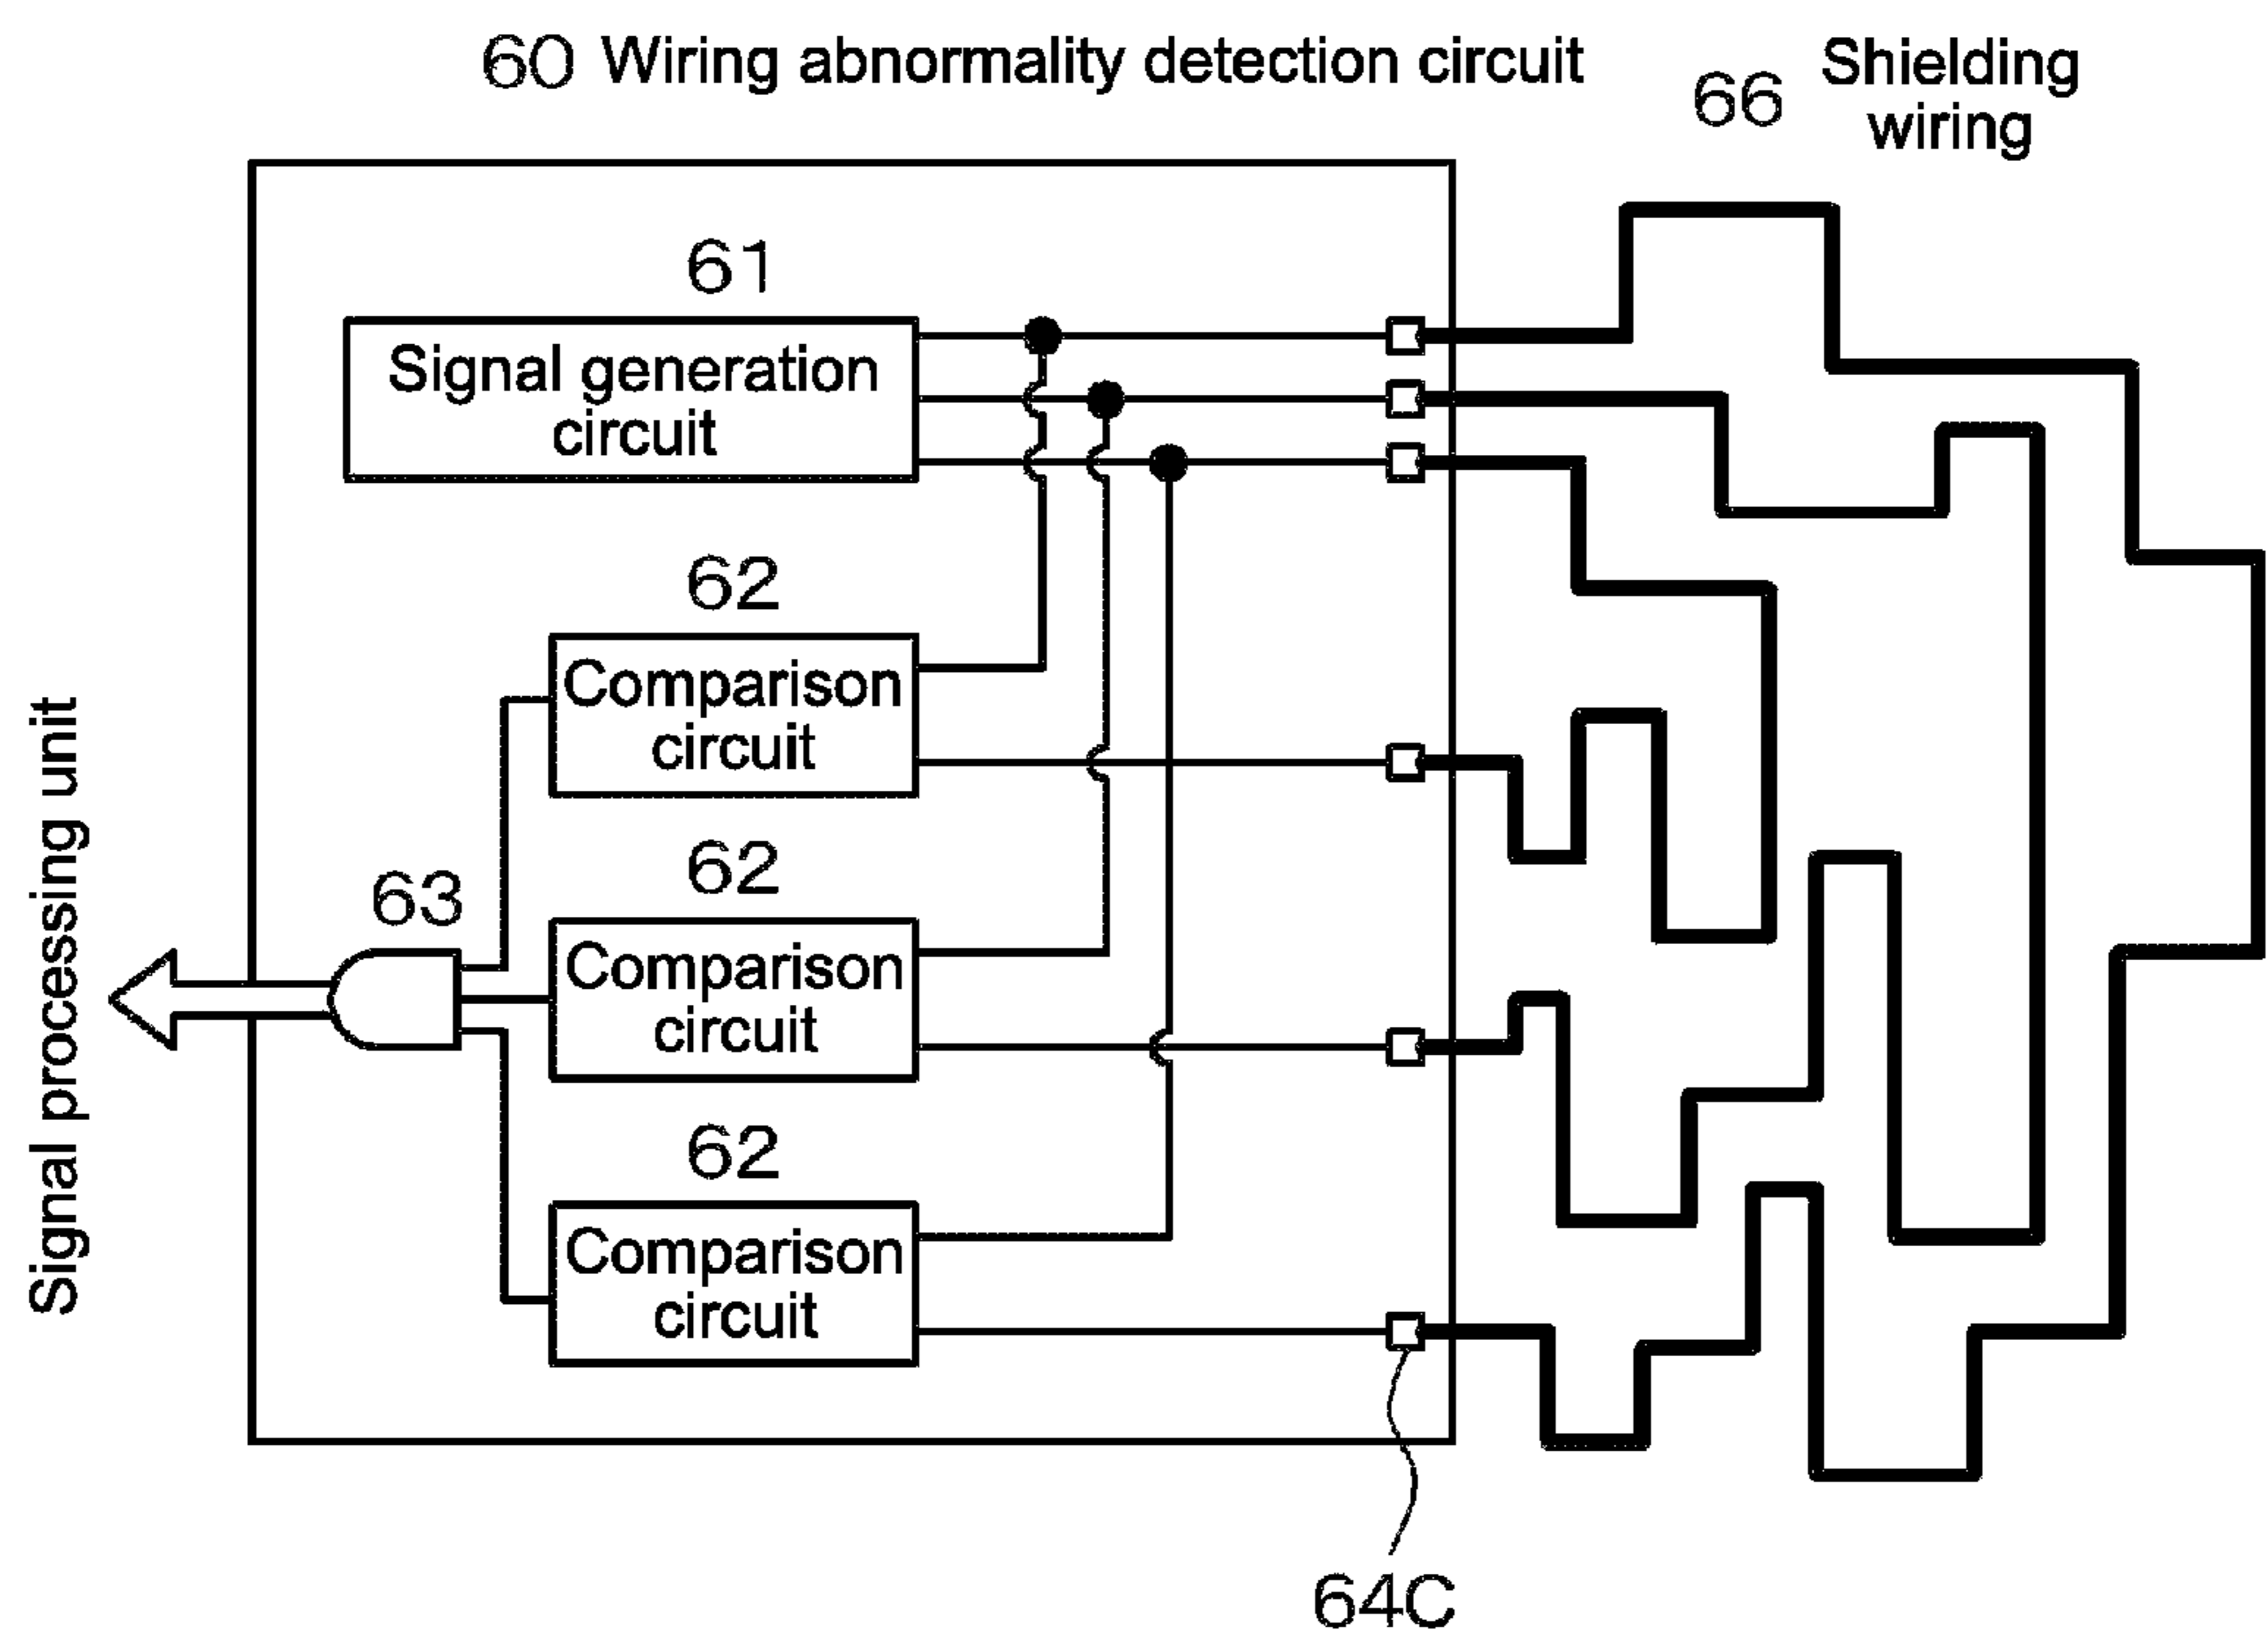 60 Wiring abnormality detection circuit
66 Shielding
wiring
61
Signal generation
circuit
62
Comparison
circuit
63
62
Comparison
circuit
62
Comparison
circuit
64C
Signal processing unit